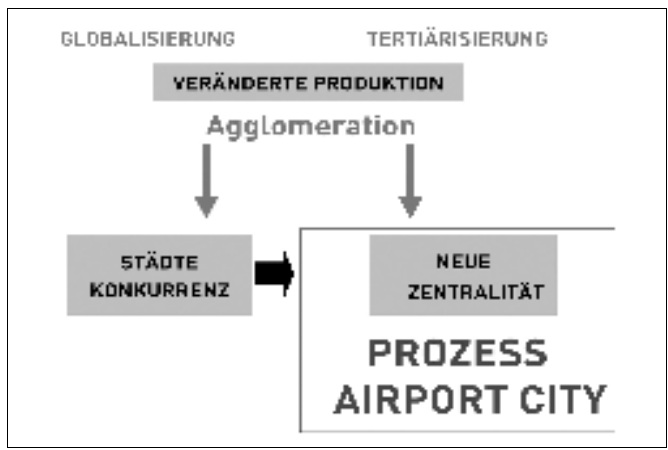 GLOBALISIERUNG TERTIÄRISIERUNG
VERÄNDERTE PRODUKTION
Agglomeration
STÄDTE
KONKURRENZ
NEUE
ZENTRALITÄT
PROZESS
AIRPORT CITY